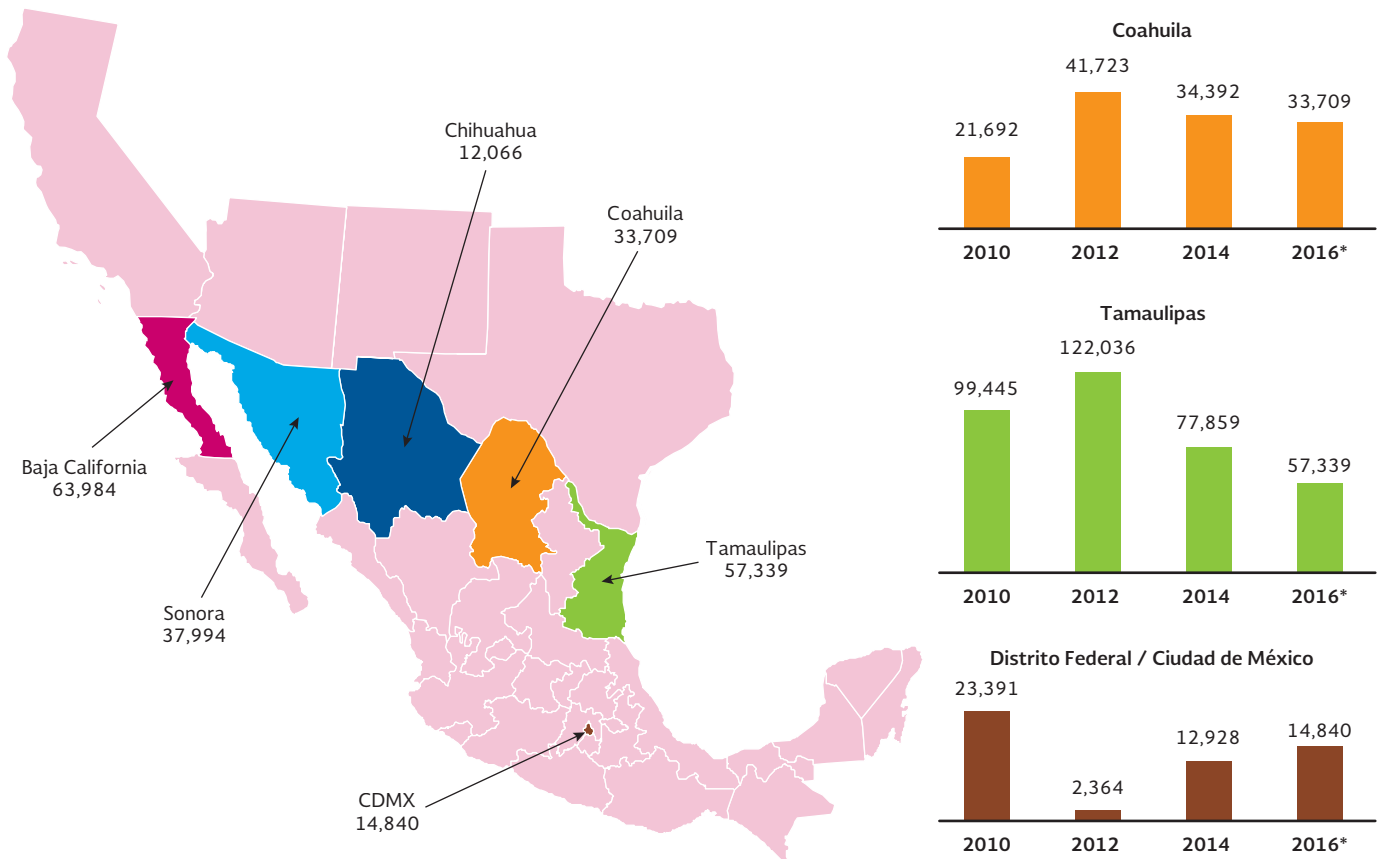 Chihuahua
12,066
Coahuila
33,709
Baja California
63,984
Sonora
37,994
Tamaulipas
57,339
CDMX
14,840
Coahuila
21,692
41,723
34,392
33,709
2010 2012 2014 2016*
Tamaulipas
99,445
122,036
77,859
57,339
2010 2012 2014 2016*
Distrito Federal / Ciudad de México
23,391
2,364
12,928
14,840
2010 2012 2014 2016*